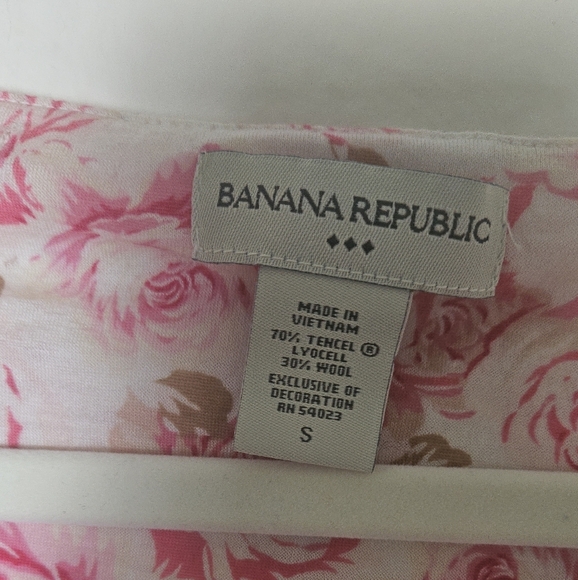 BANANA REPUBLIC
MADE IN
VIETNAM
70% TENCEL ®
LYOCELL
30% WOOL
EXCLUSIVE OF
DECORATION
RN 54023
S